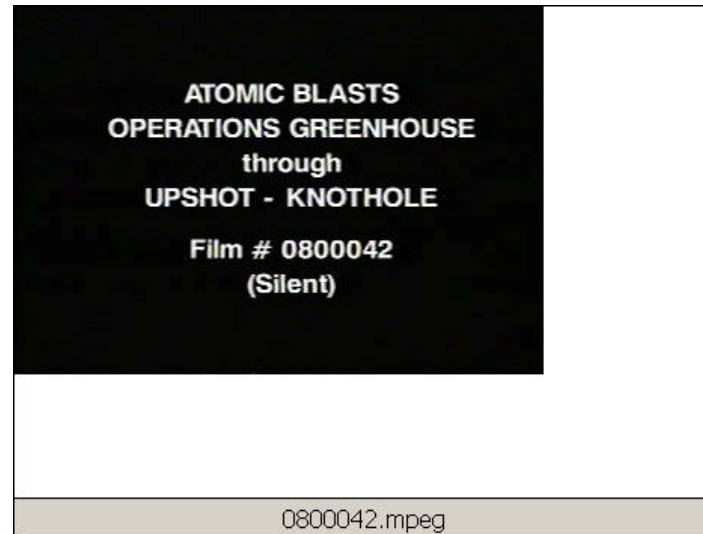 ATOMIC BLASTS
OPERATIONS GREENHOUSE
through
UPSHOT - KNOTHOLE
Film # 0800042
(Silent)
0800042.mpeg